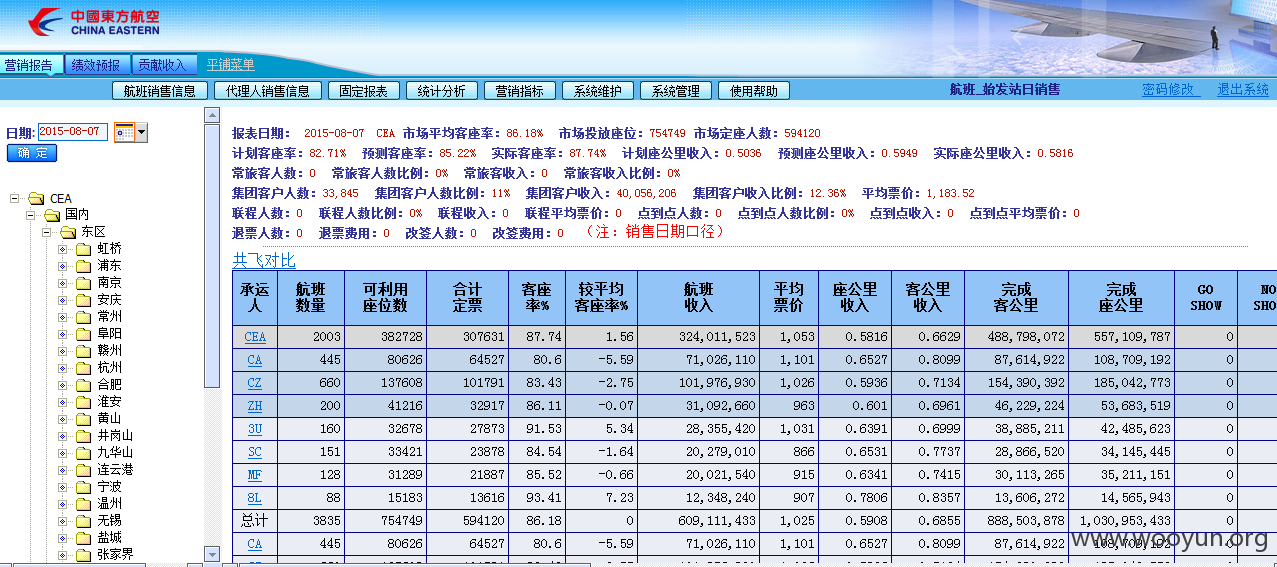 中國東方航空
CHINA EASTERN
营销报告 绩效预报 贡献收入 平铺菜单
航班销售信息 代理人销售信息 固定报表 统计分析 营销指标 系统维护 系统管理 使用帮助 航班_始发站日销售 密码修改 退出系统
日期: 2015-08-07
确 定
CEA
国内
东区
虹桥
浦东
南京
安庆
常州
阜阳
赣州
杭州
合肥
淮安
黄山
井岗山
九华山
连云港
宁波
温州
无锡
盐城
张家界
报表日期: 2015-08-07 CEA 市场平均客座率: 86.18% 市场投放座位: 754749 市场定座人数: 594120
计划客座率: 82.71% 预测客座率: 85.22% 实际客座率: 87.74% 计划座公里收入: 0.5036 预测座公里收入: 0.5949 实际座公里收入: 0.5816
常旅客人数: 0 常旅客人数比例: 0% 常旅客收入: 0 常旅客收入比例: 0%
集团客户人数: 33,845 集团客户人数比例: 11% 集团客户收入: 40,056,206 集团客户收入比例: 12.36% 平均票价: 1,183.52
联程人数: 0 联程人数比例: 0% 联程收入: 0 联程平均票价: 0 点到点人数: 0 点到点人数比例: 0% 点到点收入: 0 点到点平均票价: 0
退票人数: 0 退票费用: 0 改签人数: 0 改签费用: 0 （注: 销售日期口径）
共飞对比
承运人 航班数量 可利用座位数 合计定票 客座率% 较平均客座率% 航班收入 平均票价 座公里收入 客公里收入 完成客公里 完成座公里 GO SHOW NO SHO
CEA 2003 382728 307631 87.74 1.56 324,011,523 1,053 0.5816 0.6629 488,798,072 557,109,787 0
CA 445 80626 64527 80.6 -5.59 71,026,110 1,101 0.6527 0.8099 87,614,922 108,709,192 0
CZ 660 137608 101791 83.43 -2.75 101,976,930 1,026 0.5936 0.7134 154,390,392 185,042,773 0
ZH 200 41216 32917 86.11 -0.07 31,092,660 963 0.601 0.6961 46,229,224 53,683,519 0
3U 160 32678 27873 91.53 5.34 28,355,420 1,031 0.6391 0.6999 38,885,211 42,485,623 0
SC 151 33421 23878 84.54 -1.64 20,279,010 866 0.6531 0.7737 28,866,520 34,145,445 0
MF 128 31289 21887 85.52 -0.66 20,021,540 915 0.6341 0.7415 30,113,265 35,211,151 0
8L 88 15183 13616 93.41 7.23 12,348,240 907 0.7806 0.8357 13,606,272 14,565,943 0
总计 3835 754749 594120 86.18 0 609,111,433 1,025 0.5908 0.6855 888,503,878 1,030,953,433 0
CA 445 80626 64527 80.6 -5.59 71,026,110 1,101 0.6527 0.8099 87,614,922 108,709,192 0
www.wooyun.org